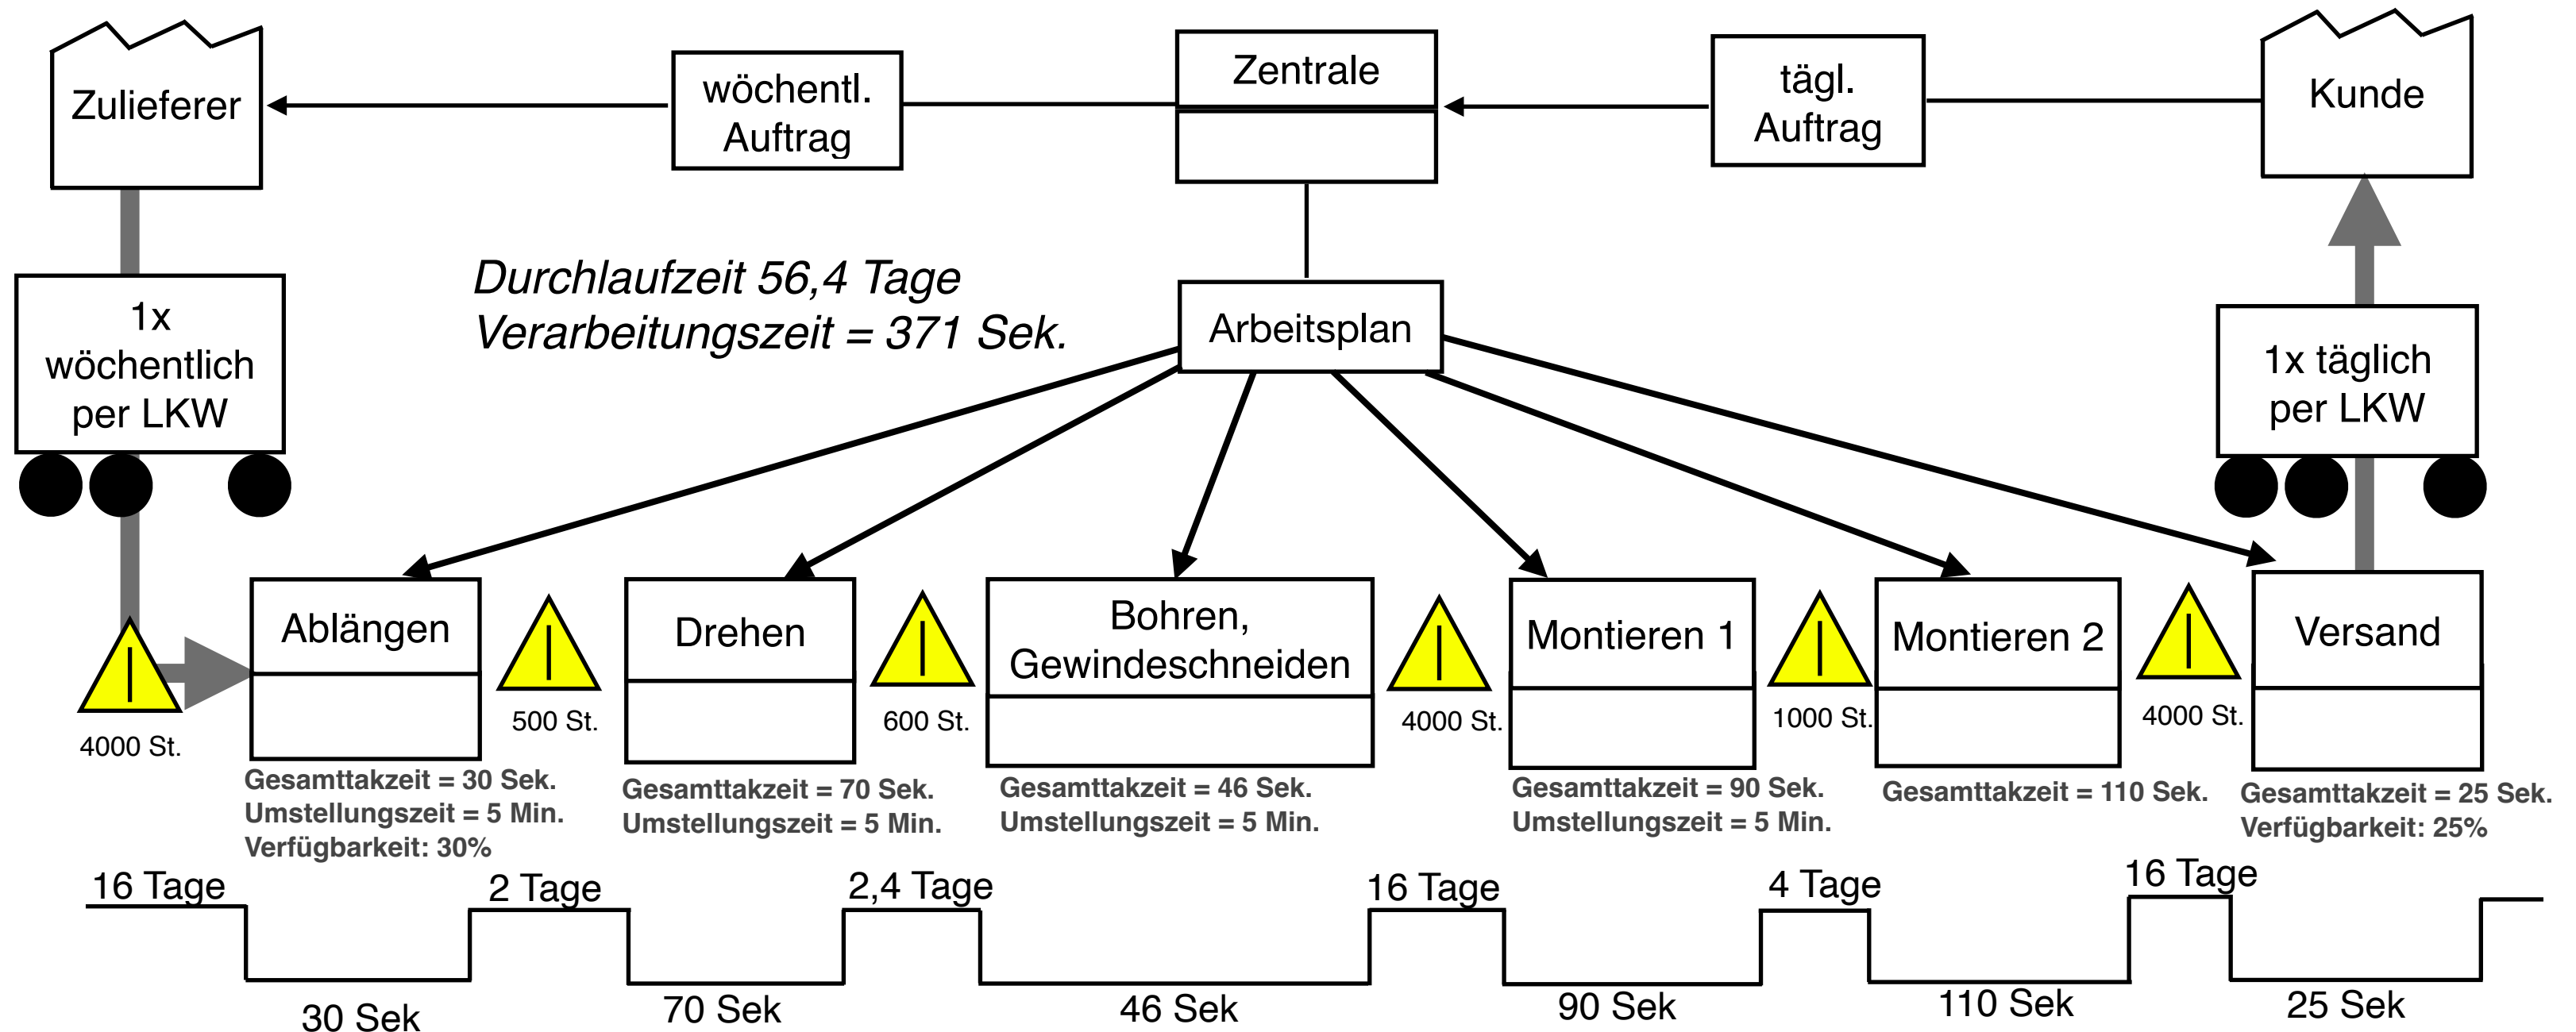 Zulieferer
wöchentl.
Auftrag
Zentrale
tägl.
Auftrag
Kunde
1x
wöchentlich
per LKW
Durchlaufzeit 56,4 Tage
Verarbeitungszeit = 371 Sek.
Arbeitsplan
1x täglich
per LKW
Ablängen
Drehen
Bohren,
Gewindeschneiden
Montieren 1
Montieren 2
Versand
4000 St.
500 St.
600 St.
4000 St.
1000 St.
4000 St.
Gesamttakzeit = 30 Sek.
Umstellungszeit = 5 Min.
Verfügbarkeit: 30%
Gesamttakzeit = 70 Sek.
Umstellungszeit = 5 Min.
Gesamttakzeit = 46 Sek.
Umstellungszeit = 5 Min.
Gesamttakzeit = 90 Sek.
Umstellungszeit = 5 Min.
Gesamttakzeit = 110 Sek.
Gesamttakzeit = 25 Sek.
Verfügbarkeit: 25%
16 Tage
2 Tage
2,4 Tage
16 Tage
4 Tage
16 Tage
30 Sek
70 Sek
46 Sek
90 Sek
110 Sek
25 Sek